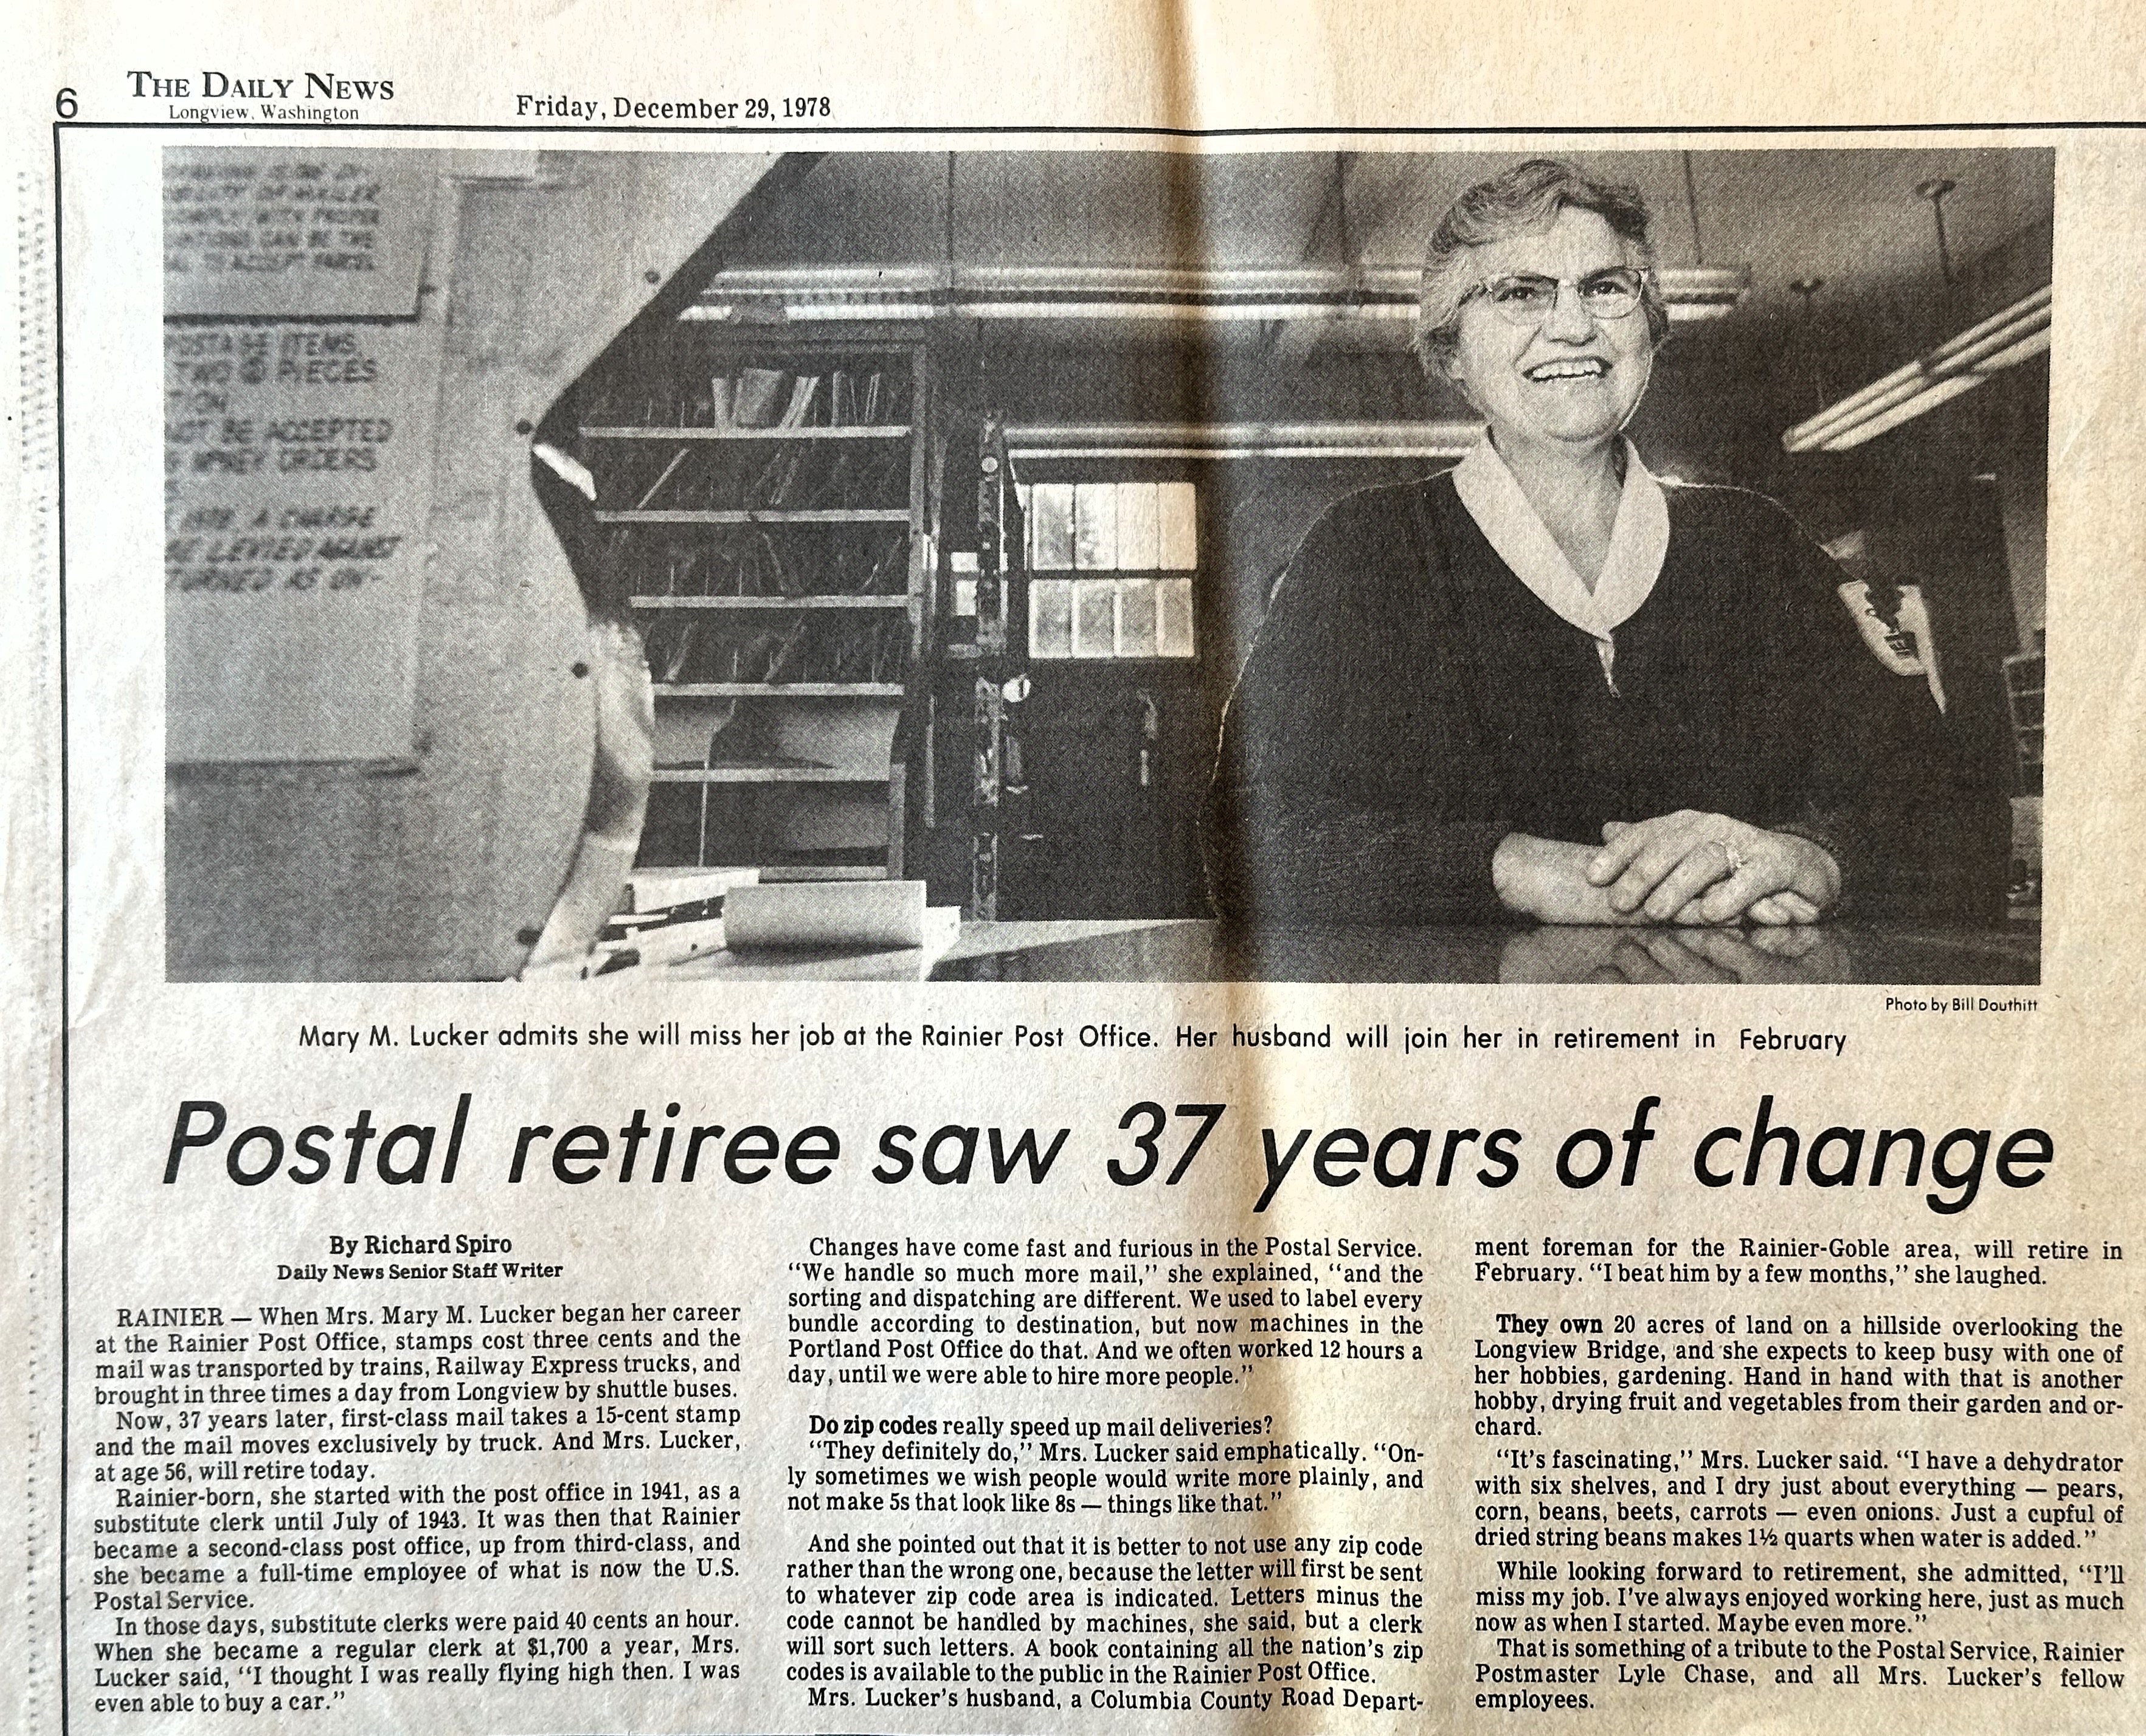 6
THE DAILY NEWS
Longview, Washington
Friday, December 29, 1978
OF MAILER
WITH PROPER
CAN BE THE
TO ACCEPT PARCEL
ITEMS,
TWO PIECES
BE ACCEPTED
ORDERS
A CHARGE
BE LEVIED AGAINST
AS
Photo by Bill Douthitt
Mary M. Lucker admits she will miss her job at the Rainier Post Office. Her husband will join her in retirement in February
Postal retiree saw 37 years of change
By Richard Spiro
Daily News Senior Staff Writer
RAINIER — When Mrs. Mary M. Lucker began her career
at the Rainier Post Office, stamps cost three cents and the
mail was transported by trains, Railway Express trucks, and
brought in three times a day from Longview by shuttle buses.
Now, 37 years later, first-class mail takes a 15-cent stamp
and the mail moves exclusively by truck. And Mrs. Lucker,
at age 56, will retire today.
Rainier-born, she started with the post office in 1941, as a
substitute clerk until July of 1943. It was then that Rainier
became a second-class post office, up from third-class, and
she became a full-time employee of what is now the U.S.
Postal Service.
In those days, substitute clerks were paid 40 cents an hour.
When she became a regular clerk at $1,700 a year, Mrs.
Lucker said, “I thought I was really flying high then. I was
even able to buy a car.”
Changes have come fast and furious in the Postal Service.
“We handle so much more mail,” she explained, “and the
sorting and dispatching are different. We used to label every
bundle according to destination, but now machines in the
Portland Post Office do that. And we often worked 12 hours a
day, until we were able to hire more people.”
Do zip codes really speed up mail deliveries?
“They definitely do,” Mrs. Lucker said emphatically. “On-
ly sometimes we wish people would write more plainly, and
not make 5s that look like 8s — things like that.”
And she pointed out that it is better to not use any zip code
rather than the wrong one, because the letter will first be sent
to whatever zip code area is indicated. Letters minus the
code cannot be handled by machines, she said, but a clerk
will sort such letters. A book containing all the nation's zip
codes is available to the public in the Rainier Post Office.
Mrs. Lucker's husband, a Columbia County Road Depart-
ment foreman for the Rainier-Goble area, will retire in
February. “I beat him by a few months,” she laughed.
They own 20 acres of land on a hillside overlooking the
Longview Bridge, and she expects to keep busy with one of
her hobbies, gardening. Hand in hand with that is another
hobby, drying fruit and vegetables from their garden and or-
chard.
“It's fascinating,” Mrs. Lucker said. “I have a dehydrator
with six shelves, and I dry just about everything — pears,
corn, beans, beets, carrots — even onions. Just a cupful of
dried string beans makes 1½ quarts when water is added.”
While looking forward to retirement, she admitted, “I'll
miss my job. I've always enjoyed working here, just as much
now as when I started. Maybe even more.”
That is something of a tribute to the Postal Service, Rainier
Postmaster Lyle Chase, and all Mrs. Lucker's fellow
employees.